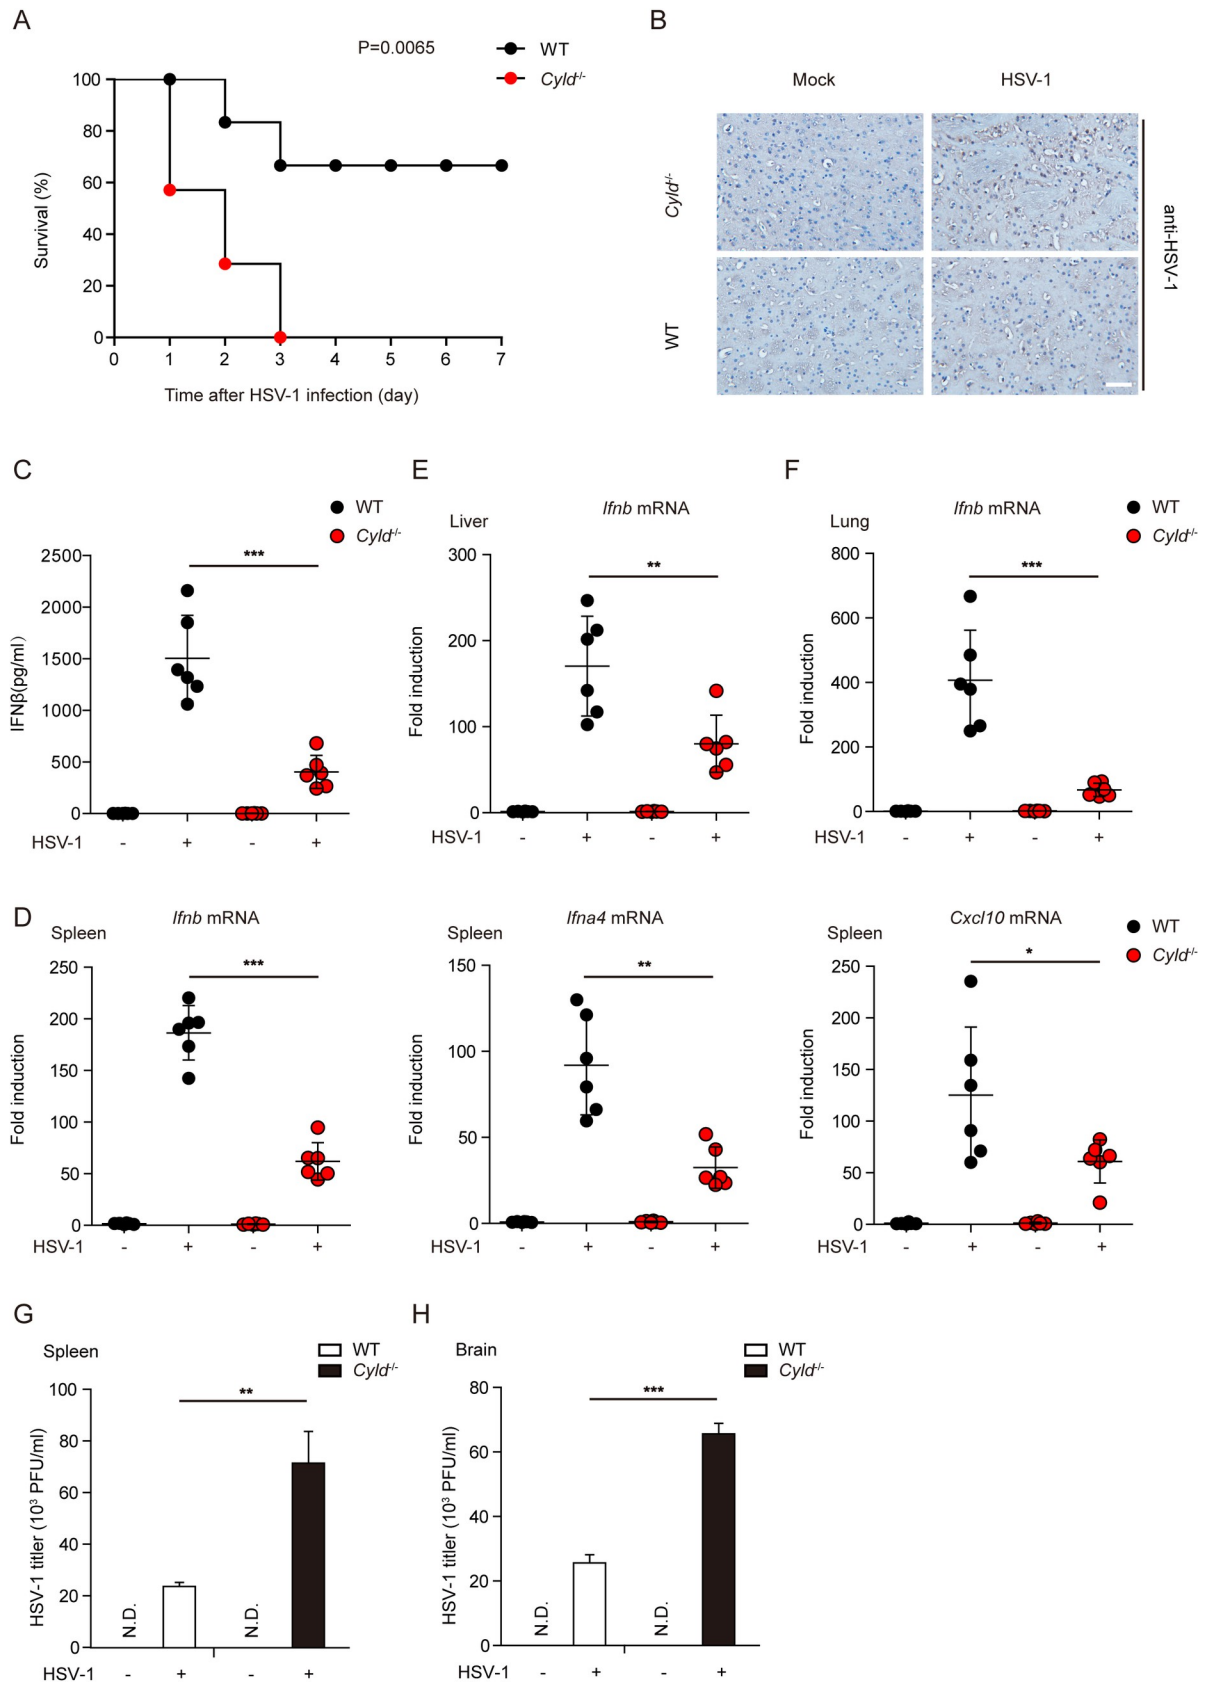 A
P=0.0065
WT
Cyld-/-
Survival (%)
100
80
60
40
20
0
0 1 2 3 4 5 6 7
Time after HSV-1 infection (day)
B
Mock HSV-1
Cyld-/-
WT
anti-HSV-1
C
WT
Cyld-/-
IFNβ(pg/ml)
2500
2000
1500
1000
500
0
***
HSV-1 - + - +
E
Liver
Ifnb mRNA
Fold induction
300
200
100
0
**
HSV-1 - + - +
F
Lung
Ifnb mRNA
WT
Cyld-/-
Fold induction
800
600
400
200
0
***
HSV-1 - + - +
D
Spleen
Ifnb mRNA
Fold induction
250
200
150
100
50
0
***
HSV-1 - + - +
Spleen
Ifna4 mRNA
Fold induction
150
100
50
0
**
HSV-1 - + - +
Spleen
Cxcl10 mRNA
WT
Cyld-/-
Fold induction
250
200
150
100
50
0
*
HSV-1 - + - +
G
Spleen
WT
Cyld-/-
HSV-1 titler (10³ PFU/ml)
100
80
60
40
20
0
**
N.D. N.D.
HSV-1 - + - +
H
Brain
WT
Cyld-/-
HSV-1 titler (10³ PFU/ml)
80
60
40
20
0
***
N.D. N.D.
HSV-1 - + - +